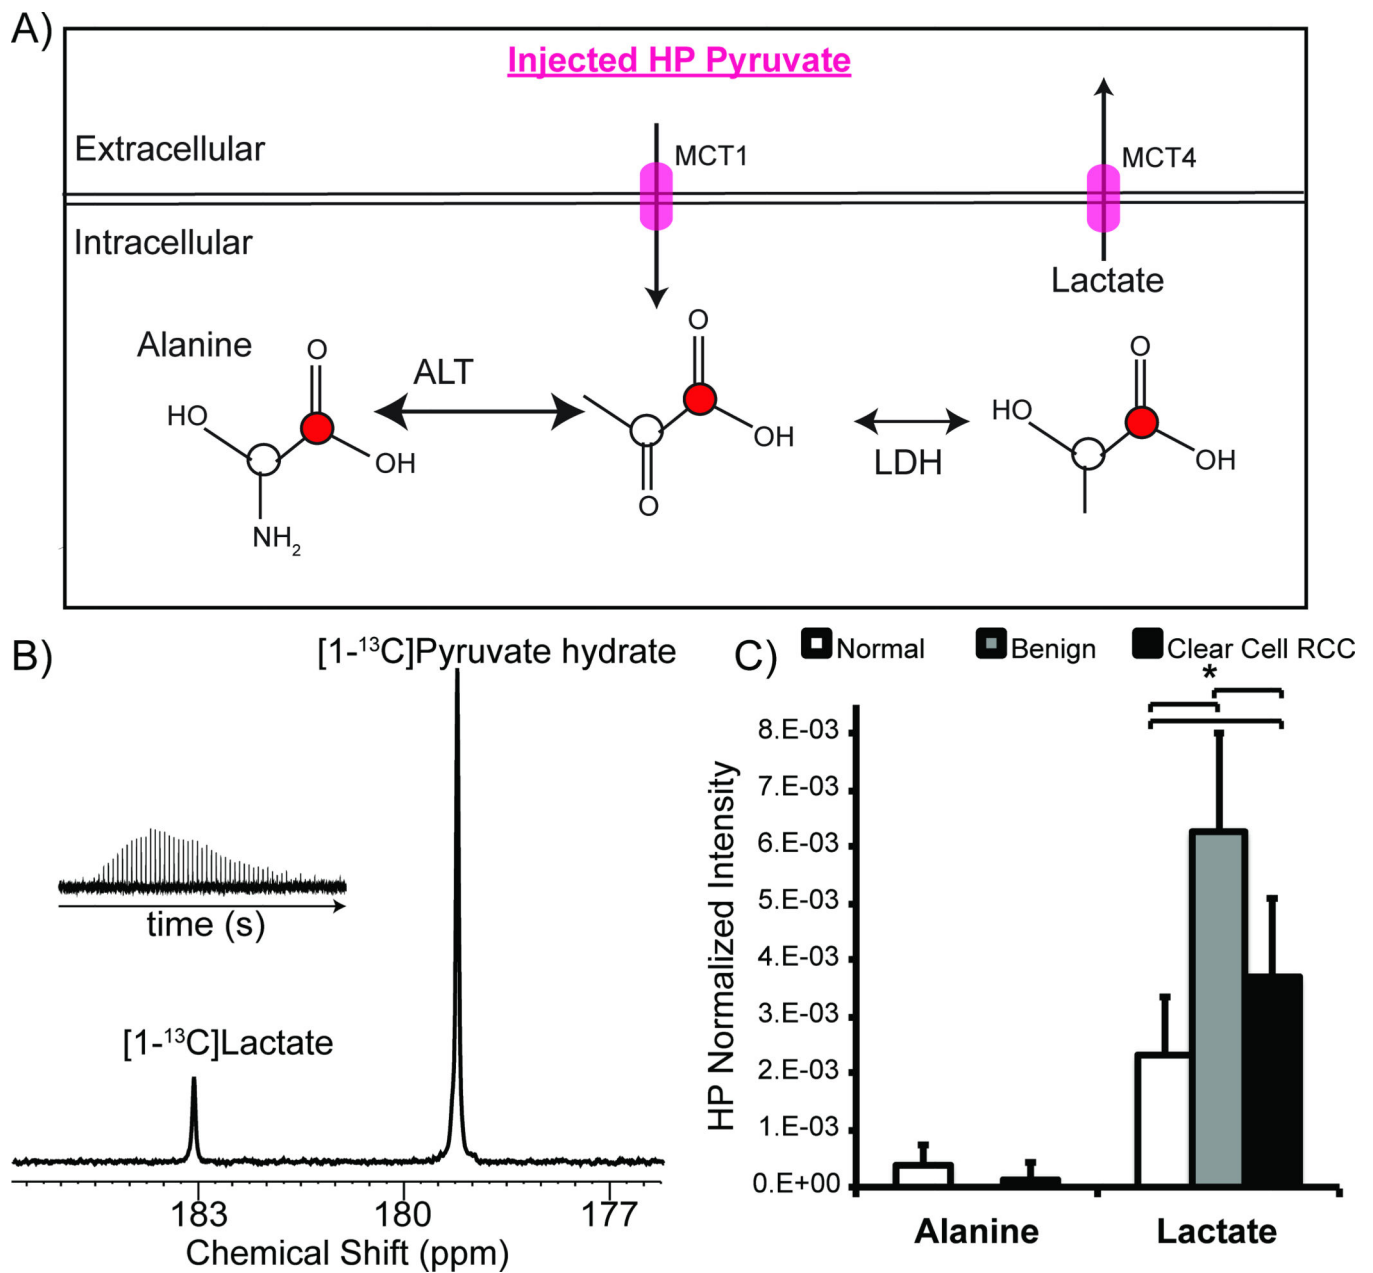 A)
Injected HP Pyruvate
Extracellular
MCT1
MCT4
Intracellular
Lactate
Alanine
O
HO
OH
NH2
ALT
O
OH
O
LDH
O
HO
OH
B)
[1-13C]Pyruvate hydrate
time (s)
[1-13C]Lactate
183
180
177
Chemical Shift (ppm)
C)
Normal
Benign
Clear Cell RCC
*
HP Normalized Intensity
8.E-03
7.E-03
6.E-03
5.E-03
4.E-03
3.E-03
2.E-03
1.E-03
0.E+00
Alanine
Lactate